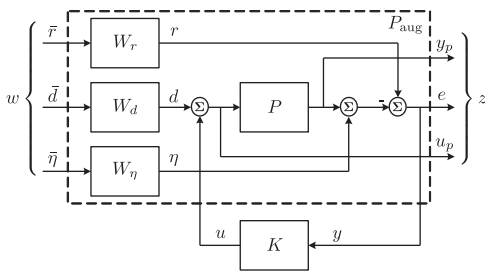 P_aug
r̄ W_r r y_p
w d̄ W_d d Σ P Σ - Σ e z
η̄ W_η η u_p
u K y